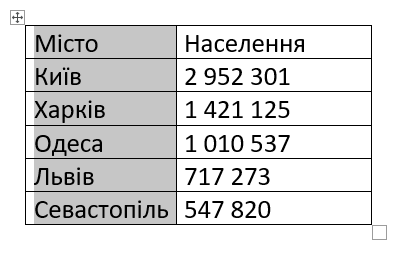 Місто Населення
Київ 2 952 301
Харків 1 421 125
Одеса 1 010 537
Львів 717 273
Севастопіль 547 820